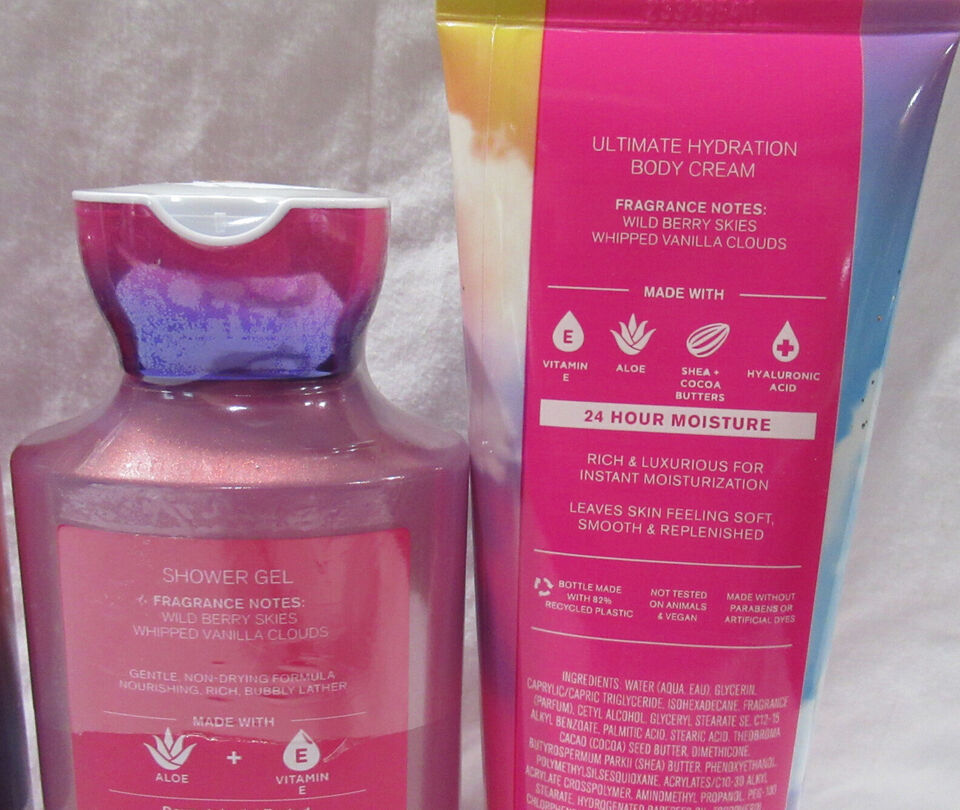 SHOWER GEL
FRAGRANCE NOTES:
WILD BERRY SKIES
WHIPPED VANILLA CLOUDS
GENTLE, NON-DRYING FORMULA
NOURISHING, RICH, BUBBLY LATHER
MADE WITH
E
ALOE
+
VITAMIN
E
ULTIMATE HYDRATION
BODY CREAM
FRAGRANCE NOTES:
WILD BERRY SKIES
WHIPPED VANILLA CLOUDS
MADE WITH
E
VITAMIN
E
ALOE
SHEA +
COCOA
BUTTERS
HYALURONIC
ACID
24 HOUR MOISTURE
RICH & LUXURIOUS FOR
INSTANT MOISTURIZATION
LEAVES SKIN FEELING SOFT,
SMOOTH & REPLENISHED
BOTTLE MADE
WITH 82%
RECYCLED PLASTIC
NOT TESTED
ON ANIMALS
& VEGAN
MADE WITHOUT
PARABENS OR
ARTIFICIAL DYES
INGREDIENTS: WATER (AQUA, EAU), GLYCERIN,
CAPRYLIC/CAPRIC TRIGLYCERIDE, ISOHEXADECANE, FRAGRANCE
(PARFUM), CETYL ALCOHOL, GLYCERYL STEARATE SE, C12-15
ALKYL BENZOATE, PALMITIC ACID, STEARIC ACID, THEOBROMA
CACAO (COCOA) SEED BUTTER, DIMETHICONE,
BUTYROSPERMUM PARKII (SHEA) BUTTER, PHENOXYETHANOL,
POLYMETHYLSILSESQUIOXANE, ACRYLATES/C10-30 ALKYL
ACRYLATE CROSSPOLYMER, AMINOMETHYL PROPANOL, PEG-100
STEARATE, HYDROGENATED